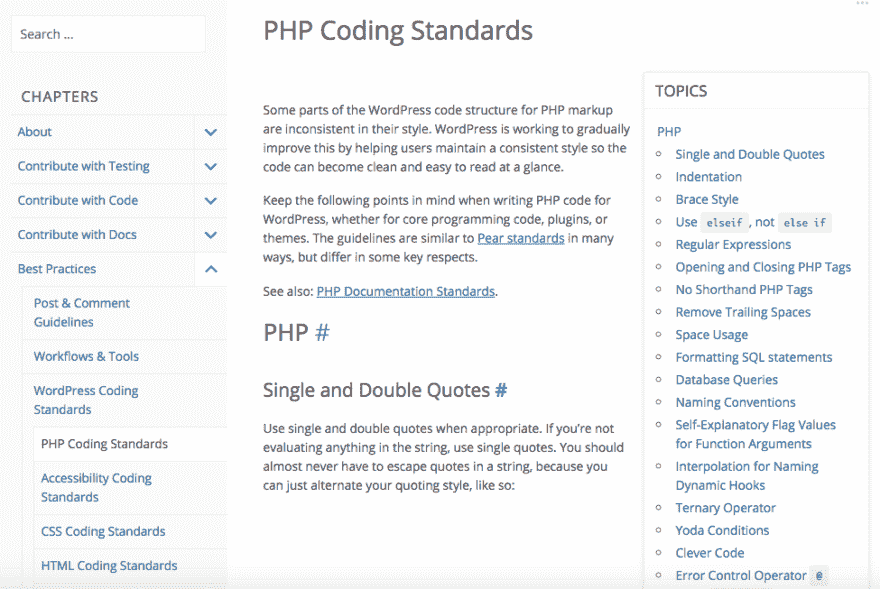 Search ...
CHAPTERS
About
Contribute with Testing
Contribute with Code
Contribute with Docs
Best Practices
Post & Comment
Guidelines
Workflows & Tools
WordPress Coding
Standards
PHP Coding Standards
Accessibility Coding
Standards
CSS Coding Standards
HTML Coding Standards
PHP Coding Standards
Some parts of the WordPress code structure for PHP markup
are inconsistent in their style. WordPress is working to gradually
improve this by helping users maintain a consistent style so the
code can become clean and easy to read at a glance.
Keep the following points in mind when writing PHP code for
WordPress, whether for core programming code, plugins, or
themes. The guidelines are similar to Pear standards in many
ways, but differ in some key respects.
See also: PHP Documentation Standards.
PHP #
Single and Double Quotes #
Use single and double quotes when appropriate. If you’re not
evaluating anything in the string, use single quotes. You should
almost never have to escape quotes in a string, because you
can just alternate your quoting style, like so:
TOPICS
PHP
Single and Double Quotes
Indentation
Brace Style
Use elseif, not else if
Regular Expressions
Opening and Closing PHP Tags
No Shorthand PHP Tags
Remove Trailing Spaces
Space Usage
Formatting SQL statements
Database Queries
Naming Conventions
Self-Explanatory Flag Values
for Function Arguments
Interpolation for Naming
Dynamic Hooks
Ternary Operator
Yoda Conditions
Clever Code
Error Control Operator @